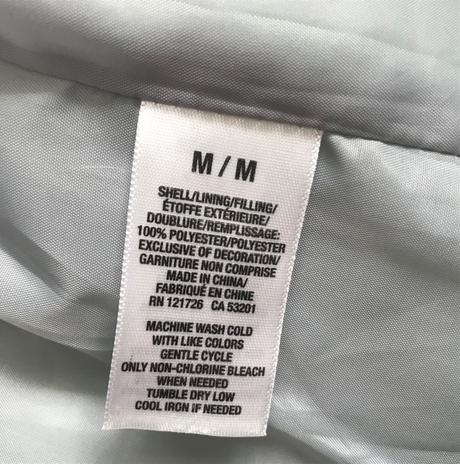 M/M
SHELL/LINING/FILLING/
ÉTOFFE EXTÉRIEURE/
DOUBLURE/REMPLISSAGE:
100% POLYESTER/POLYESTER
EXCLUSIVE OF DECORATION/
GARNITURE NON COMPRISE
MADE IN CHINA/
FABRIQUÉ EN CHINE
RN 121726 CA 53201
MACHINE WASH COLD
WITH LIKE COLORS
GENTLE CYCLE
ONLY NON-CHLORINE BLEACH
WHEN NEEDED
TUMBLE DRY LOW
COOL IRON IF NEEDED